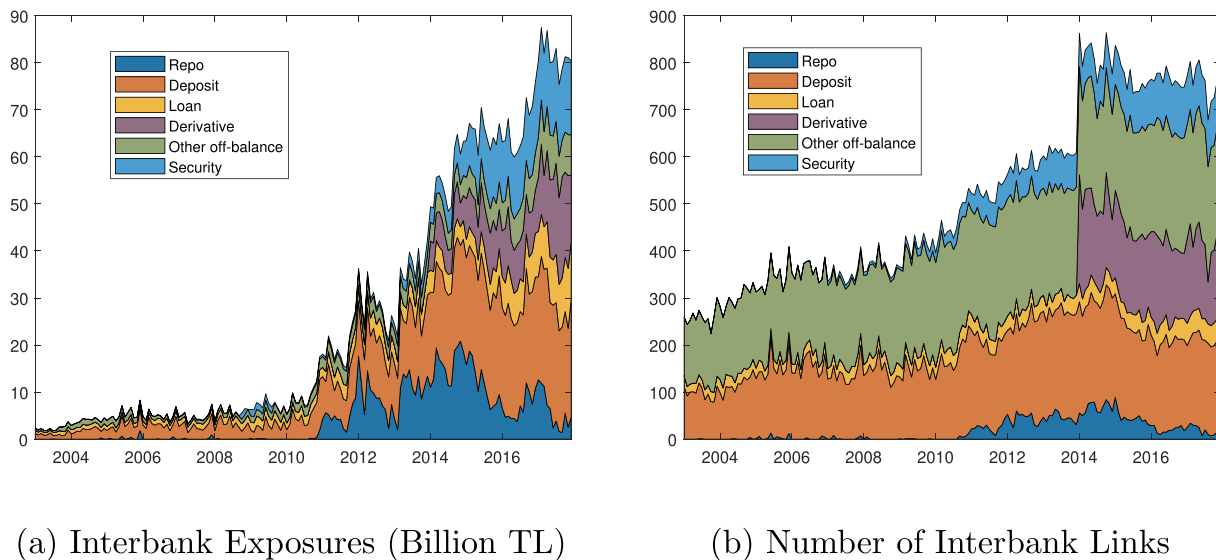 90
80
70
60
50
40
30
20
10
0
2004 2006 2008 2010 2012 2014 2016
Repo
Deposit
Loan
Derivative
Other off-balance
Security
(a) Interbank Exposures (Billion TL)
900
800
700
600
500
400
300
200
100
0
2004 2006 2008 2010 2012 2014 2016
Repo
Deposit
Loan
Derivative
Other off-balance
Security
(b) Number of Interbank Links